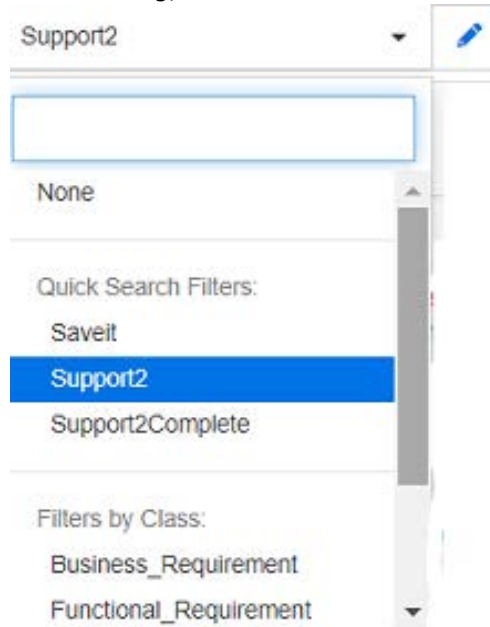 Support2
None
Quick Search Filters:
Saveit
Support2
Support2Complete
Filters by Class:
Business_Requirement
Functional_Requirement